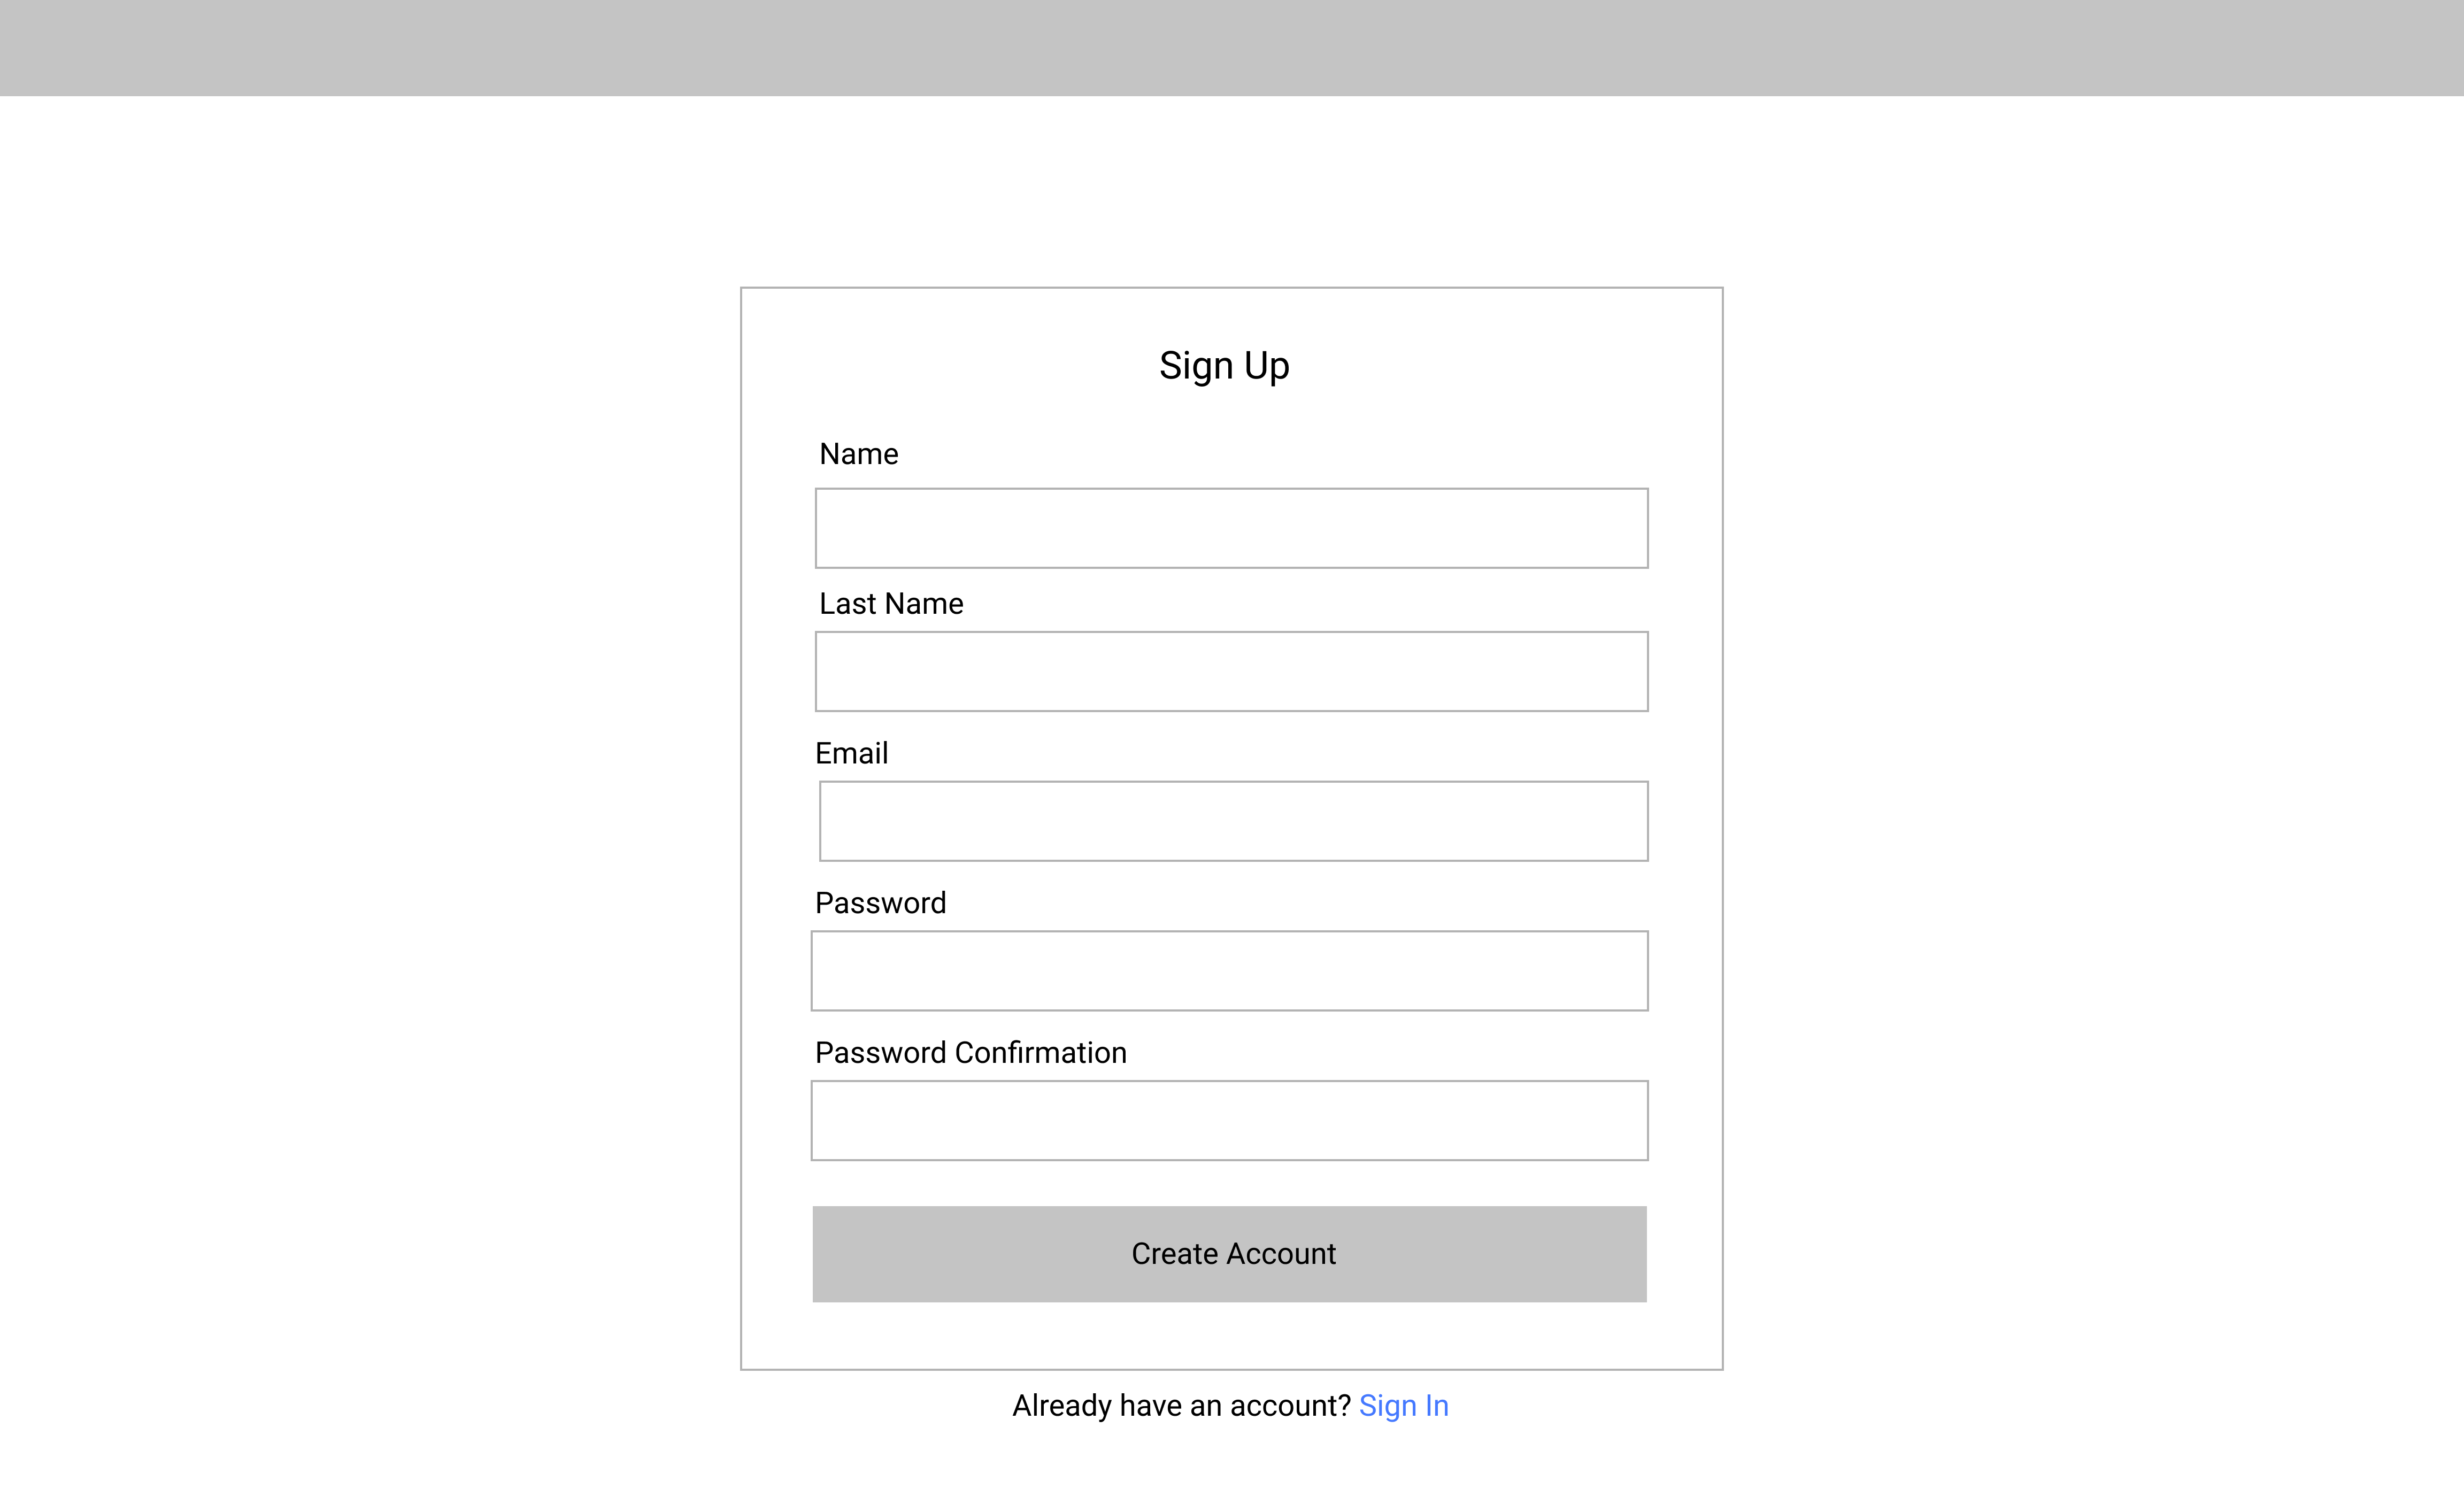 Sign Up
Name
Last Name
Email
Password
Password Confirmation
Create Account
Already have an account? Sign In